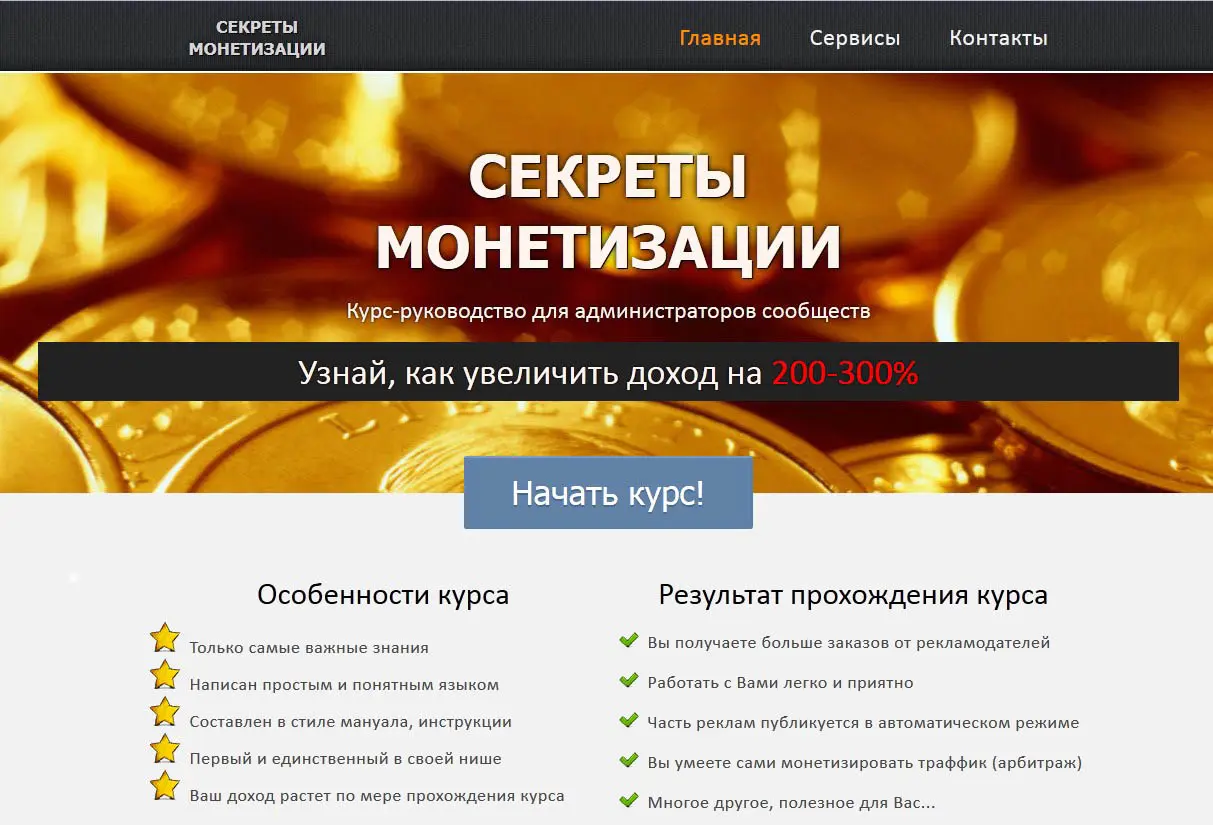 СЕКРЕТЫ
МОНЕТИЗАЦИИ
Главная Сервисы Контакты
СЕКРЕТЫ
МОНЕТИЗАЦИИ
Курс-руководство для администраторов сообществ
Узнай, как увеличить доход на 200-300%
Начать курс!
Особенности курса
Только самые важные знания
Написан простым и понятным языком
Составлен в стиле мануала, инструкции
Первый и единственный в своей нише
Ваш доход растет по мере прохождения курса
Результат прохождения курса
Вы получаете больше заказов от рекламодателей
Работать с Вами легко и приятно
Часть реклам публикуется в автоматическом режиме
Вы умеете сами монетизировать траффик (арбитраж)
Многое другое, полезное для Вас...